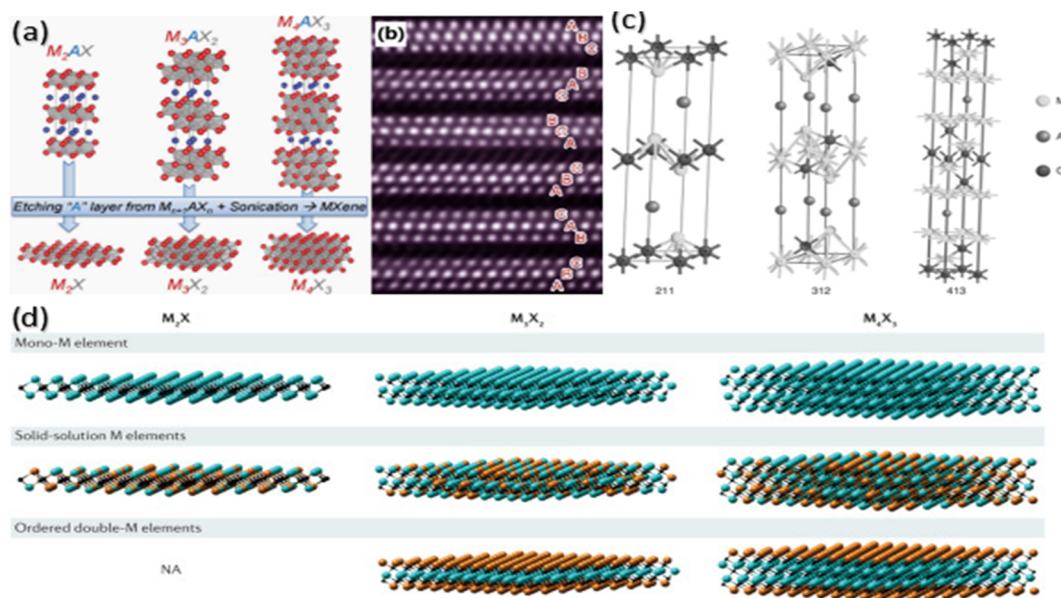 (a)
M₂AX
M₃AX₂
M₄AX₃
Etching "A" layer from Mₙ₊₁AXₙ + Sonication → MXene
M₂X
M₃X₂
M₄X₃
(b)
A
B
C
B
A
C
B
C
A
C
B
A
C
A
B
C
B
A
(c)
M
A
211
312
413
(d)
M₂X
M₃X₂
M₄X₃
Mono-M element
Solid-solution M elements
Ordered double-M elements
NA